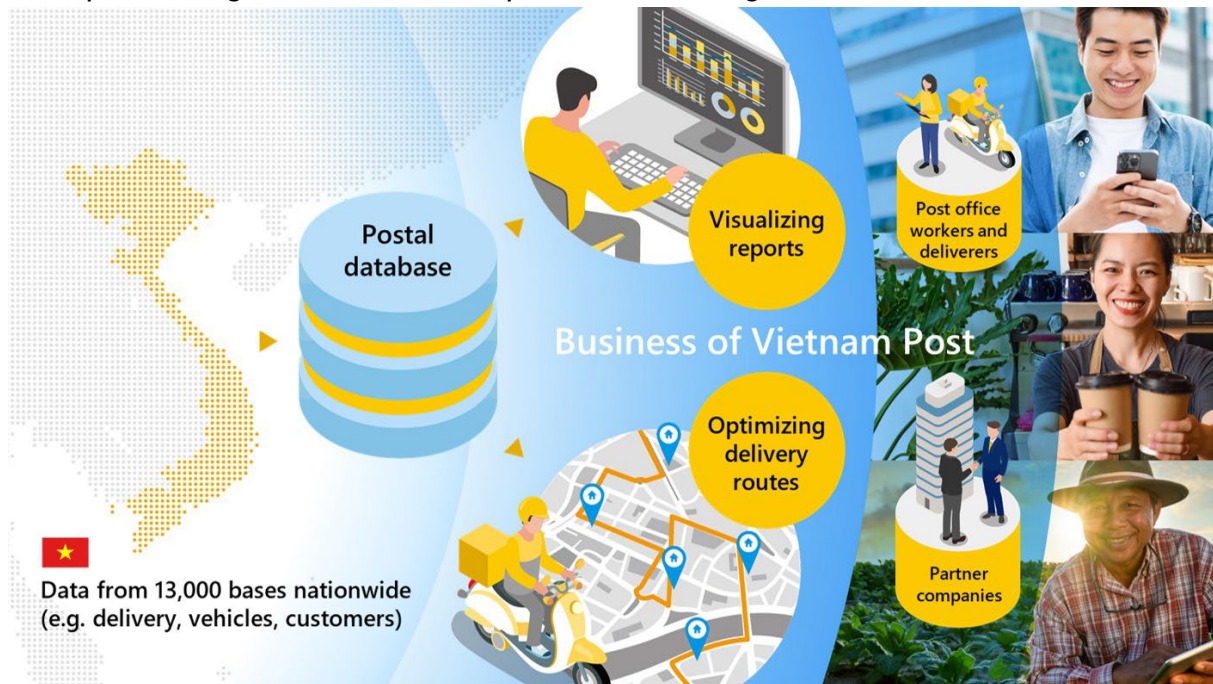 Postal
database
Visualizing
reports
Post office
workers and
deliverers
Business of Vietnam Post
Optimizing
delivery
routes
Partner
companies
Data from 13,000 bases nationwide
(e.g. delivery, vehicles, customers)